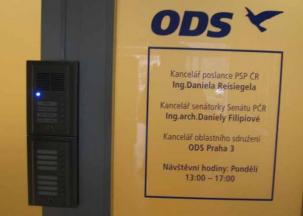 ODS
Kancelář poslance PSP ČR
Ing.Daniela Reisiegela
Kancelář senátorky Senátu PČR
Ing.arch.Daniely Filipiové
Kancelář oblastního sdružení
ODS Praha 3
Návštěvní hodiny: Pondělí
13:00 – 17:00